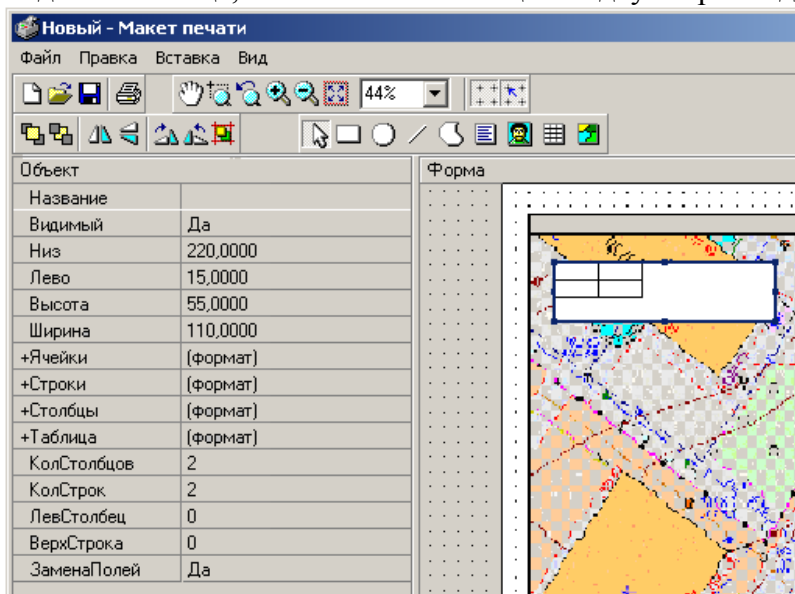 Новый - Макет печати
Файл Правка Вставка Вид
44%
Объект
Форма
Название
Видимый Да
Низ 220,0000
Лево 15,0000
Высота 55,0000
Ширина 110,0000
+Ячейки (формат)
+Строки (формат)
+Столбцы (формат)
+Таблица (формат)
КолСтолбцов 2
КолСтрок 2
ЛевСтолбец 0
ВерхСтрока 0
ЗаменаПолей Да